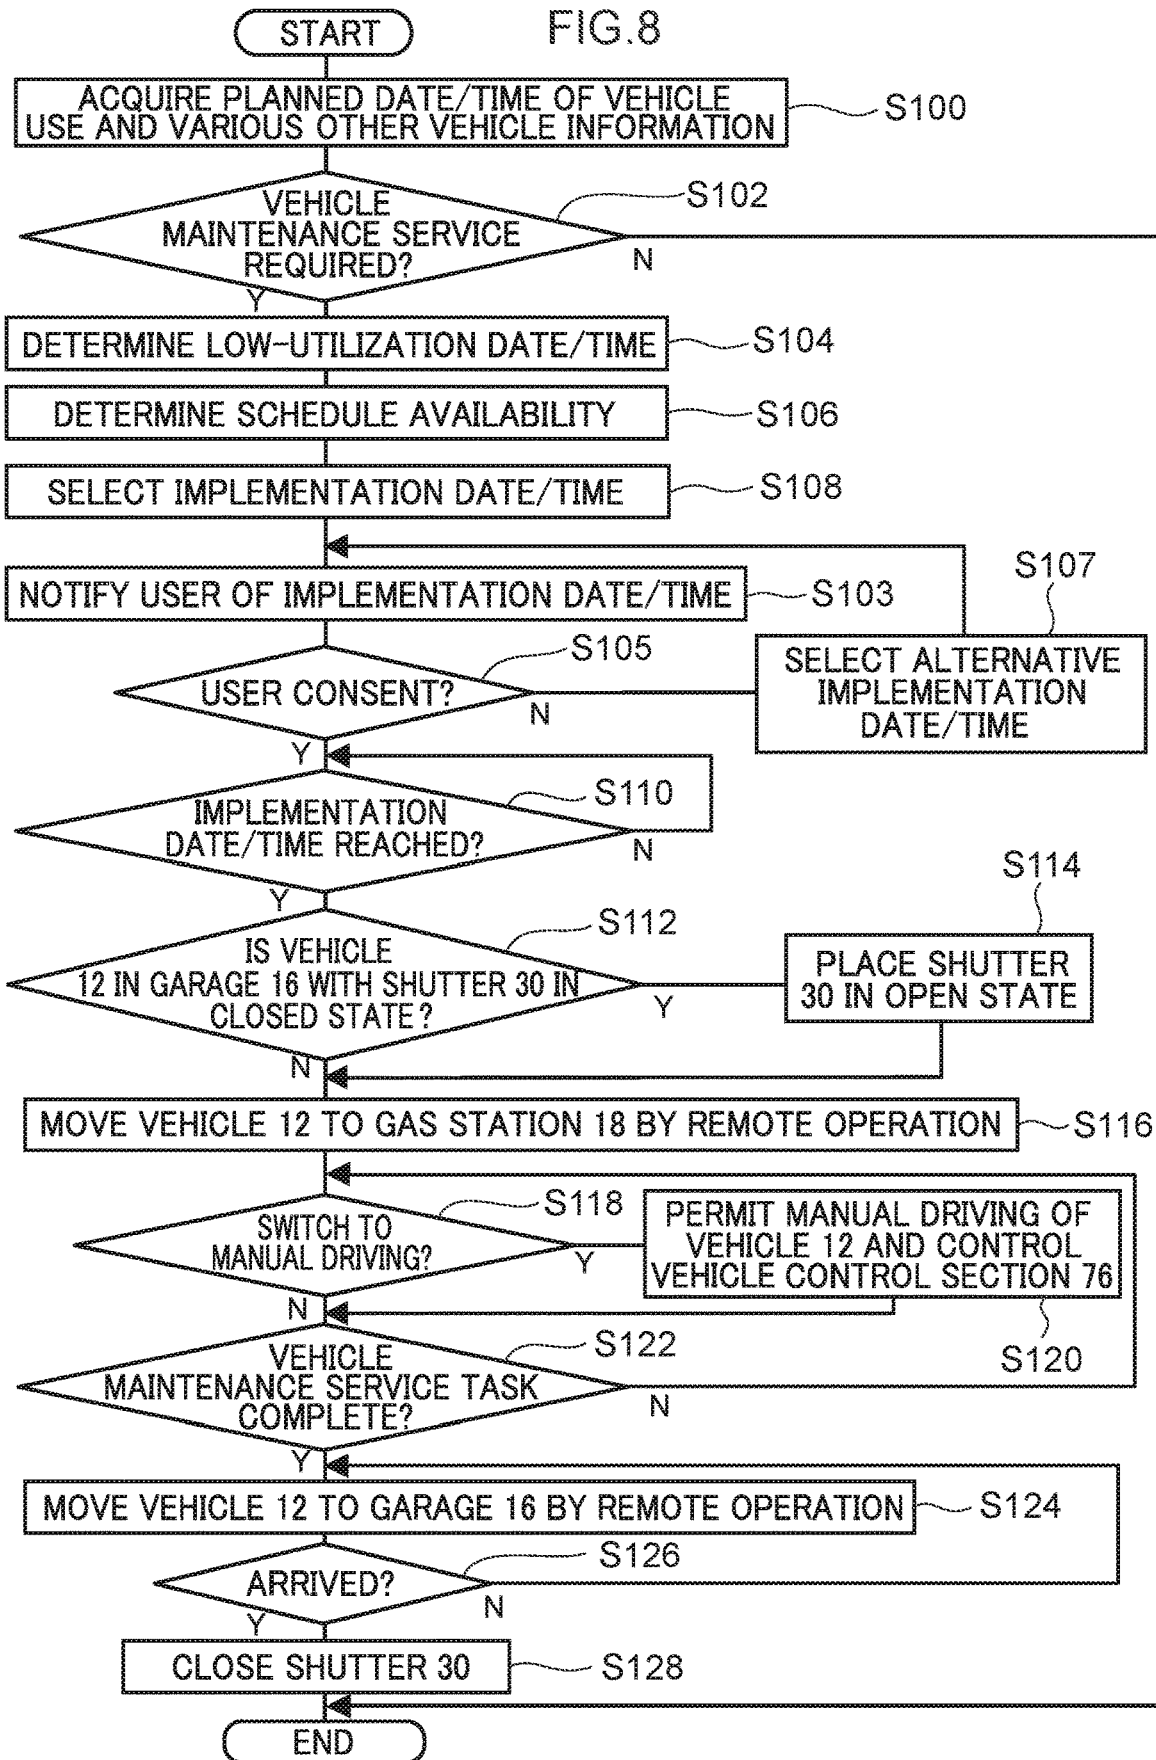 FIG.8
START
ACQUIRE PLANNED DATE/TIME OF VEHICLE
USE AND VARIOUS OTHER VEHICLE INFORMATION
S100
VEHICLE
MAINTENANCE SERVICE
REQUIRED?
S102
N
Y
DETERMINE LOW-UTILIZATION DATE/TIME
S104
DETERMINE SCHEDULE AVAILABILITY
S106
SELECT IMPLEMENTATION DATE/TIME
S108
NOTIFY USER OF IMPLEMENTATION DATE/TIME
S103
S107
SELECT ALTERNATIVE
IMPLEMENTATION
DATE/TIME
USER CONSENT?
S105
N
Y
IMPLEMENTATION
DATE/TIME REACHED?
S110
N
Y
IS VEHICLE
12 IN GARAGE 16 WITH SHUTTER 30 IN
CLOSED STATE?
S112
Y
S114
PLACE SHUTTER
30 IN OPEN STATE
N
MOVE VEHICLE 12 TO GAS STATION 18 BY REMOTE OPERATION
S116
SWITCH TO
MANUAL DRIVING?
S118
Y
PERMIT MANUAL DRIVING OF
VEHICLE 12 AND CONTROL
VEHICLE CONTROL SECTION 76
S120
N
VEHICLE
MAINTENANCE SERVICE TASK
COMPLETE?
S122
N
Y
MOVE VEHICLE 12 TO GARAGE 16 BY REMOTE OPERATION
S124
ARRIVED?
S126
N
Y
CLOSE SHUTTER 30
S128
END